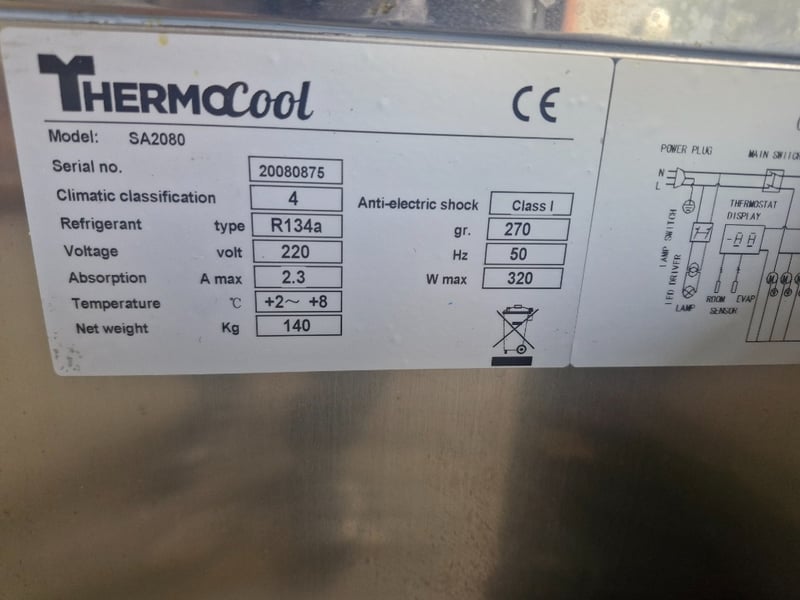 THERMOCool CE
Model: SA2080
Serial no. 20080875
Climatic classification 4 Anti-electric shock Class I
Refrigerant type R134a gr. 270
Voltage volt 220 Hz 50
Absorption A max 2.3 W max 320
Temperature °C +2~ +8
Net weight Kg 140
POWER PLUG MAIN SWITCH
N
L
THERMOSTAT
DISPLAY
LAMP SWITCH
LED DRIVER
LAMP
ROOM EVAP
SENSOR